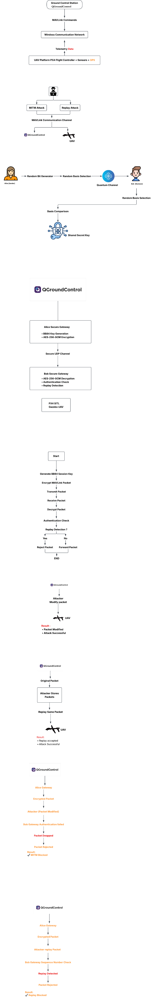 Ground Control Station
QGroundControl
MAVLink Commands
Wireless Communication Network
Telemetry Data
UAV Platform PX4 Flight Controller + Sensors + GPS
MITM Attack
Replay Attack
MAVLink Communication Channel
QGroundControl
UAV
Alice (Sender)
Random Bit Generator
Random Basis Selection
Quantum Channel
Bob (Reciever)
Random Basis Selection
Basis Comparison
Shared Secret Key
QGroundControl
Alice Secure Gateway
• BB84 Key Generation
• AES-256-GCM Encryption
Secure UDP Channel
Bob Secure Gateway
• AES-256-GCM Decryption
• Authentication Check
• Replay Detection
PX4 SITL
Gazebo UAV
Start
Generate BB84 Session Key
Encrypt MAVLink Packet
Transmit Packet
Receive Packet
Decrypt Packet
Authentication Check
Replay Detection ?
Yes
No
Reject Packet
Forward Packet
END
QGroundControl
Attacker
Modify packet
UAV
Result :
• Packet Modified
• Attack Successful
QGroundControl
Original Packet
Attacker Stores
Packets
Replay Same Packet
UAV
Result:
• Replay accepted
• Attack Successful
QGroundControl
Alice Gateway
Encrypted Packet
Attacker (Packet Modified)
Bob Gateway Authentication failed
Packet Deopped
Packet Rejected
Result:
✓ MITM Blocked
QGroundControl
Alice Gateway
Encrypted Packet
Attacker replay Packet
Bob Gateway Sequence Number Check
Replay Detected
Packet Rejected
Result:
✓ Replay Blocked